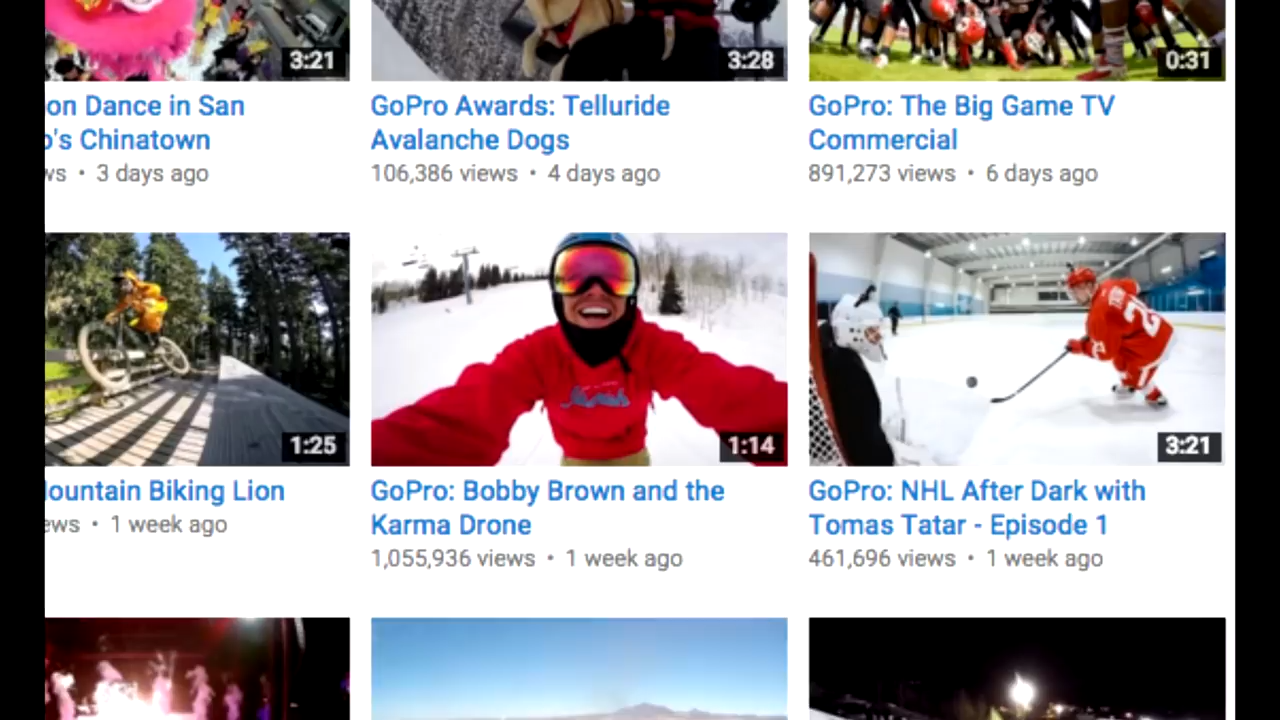 3:21
3:28
0:31
on Dance in San
GoPro Awards: Telluride
GoPro: The Big Game TV
o's Chinatown
Avalanche Dogs
Commercial
ws • 3 days ago
106,386 views • 4 days ago
891,273 views • 6 days ago
1:25
1:14
3:21
ountain Biking Lion
GoPro: Bobby Brown and the
GoPro: NHL After Dark with
ews • 1 week ago
Karma Drone
Tomas Tatar - Episode 1
1,055,936 views • 1 week ago
461,696 views • 1 week ago